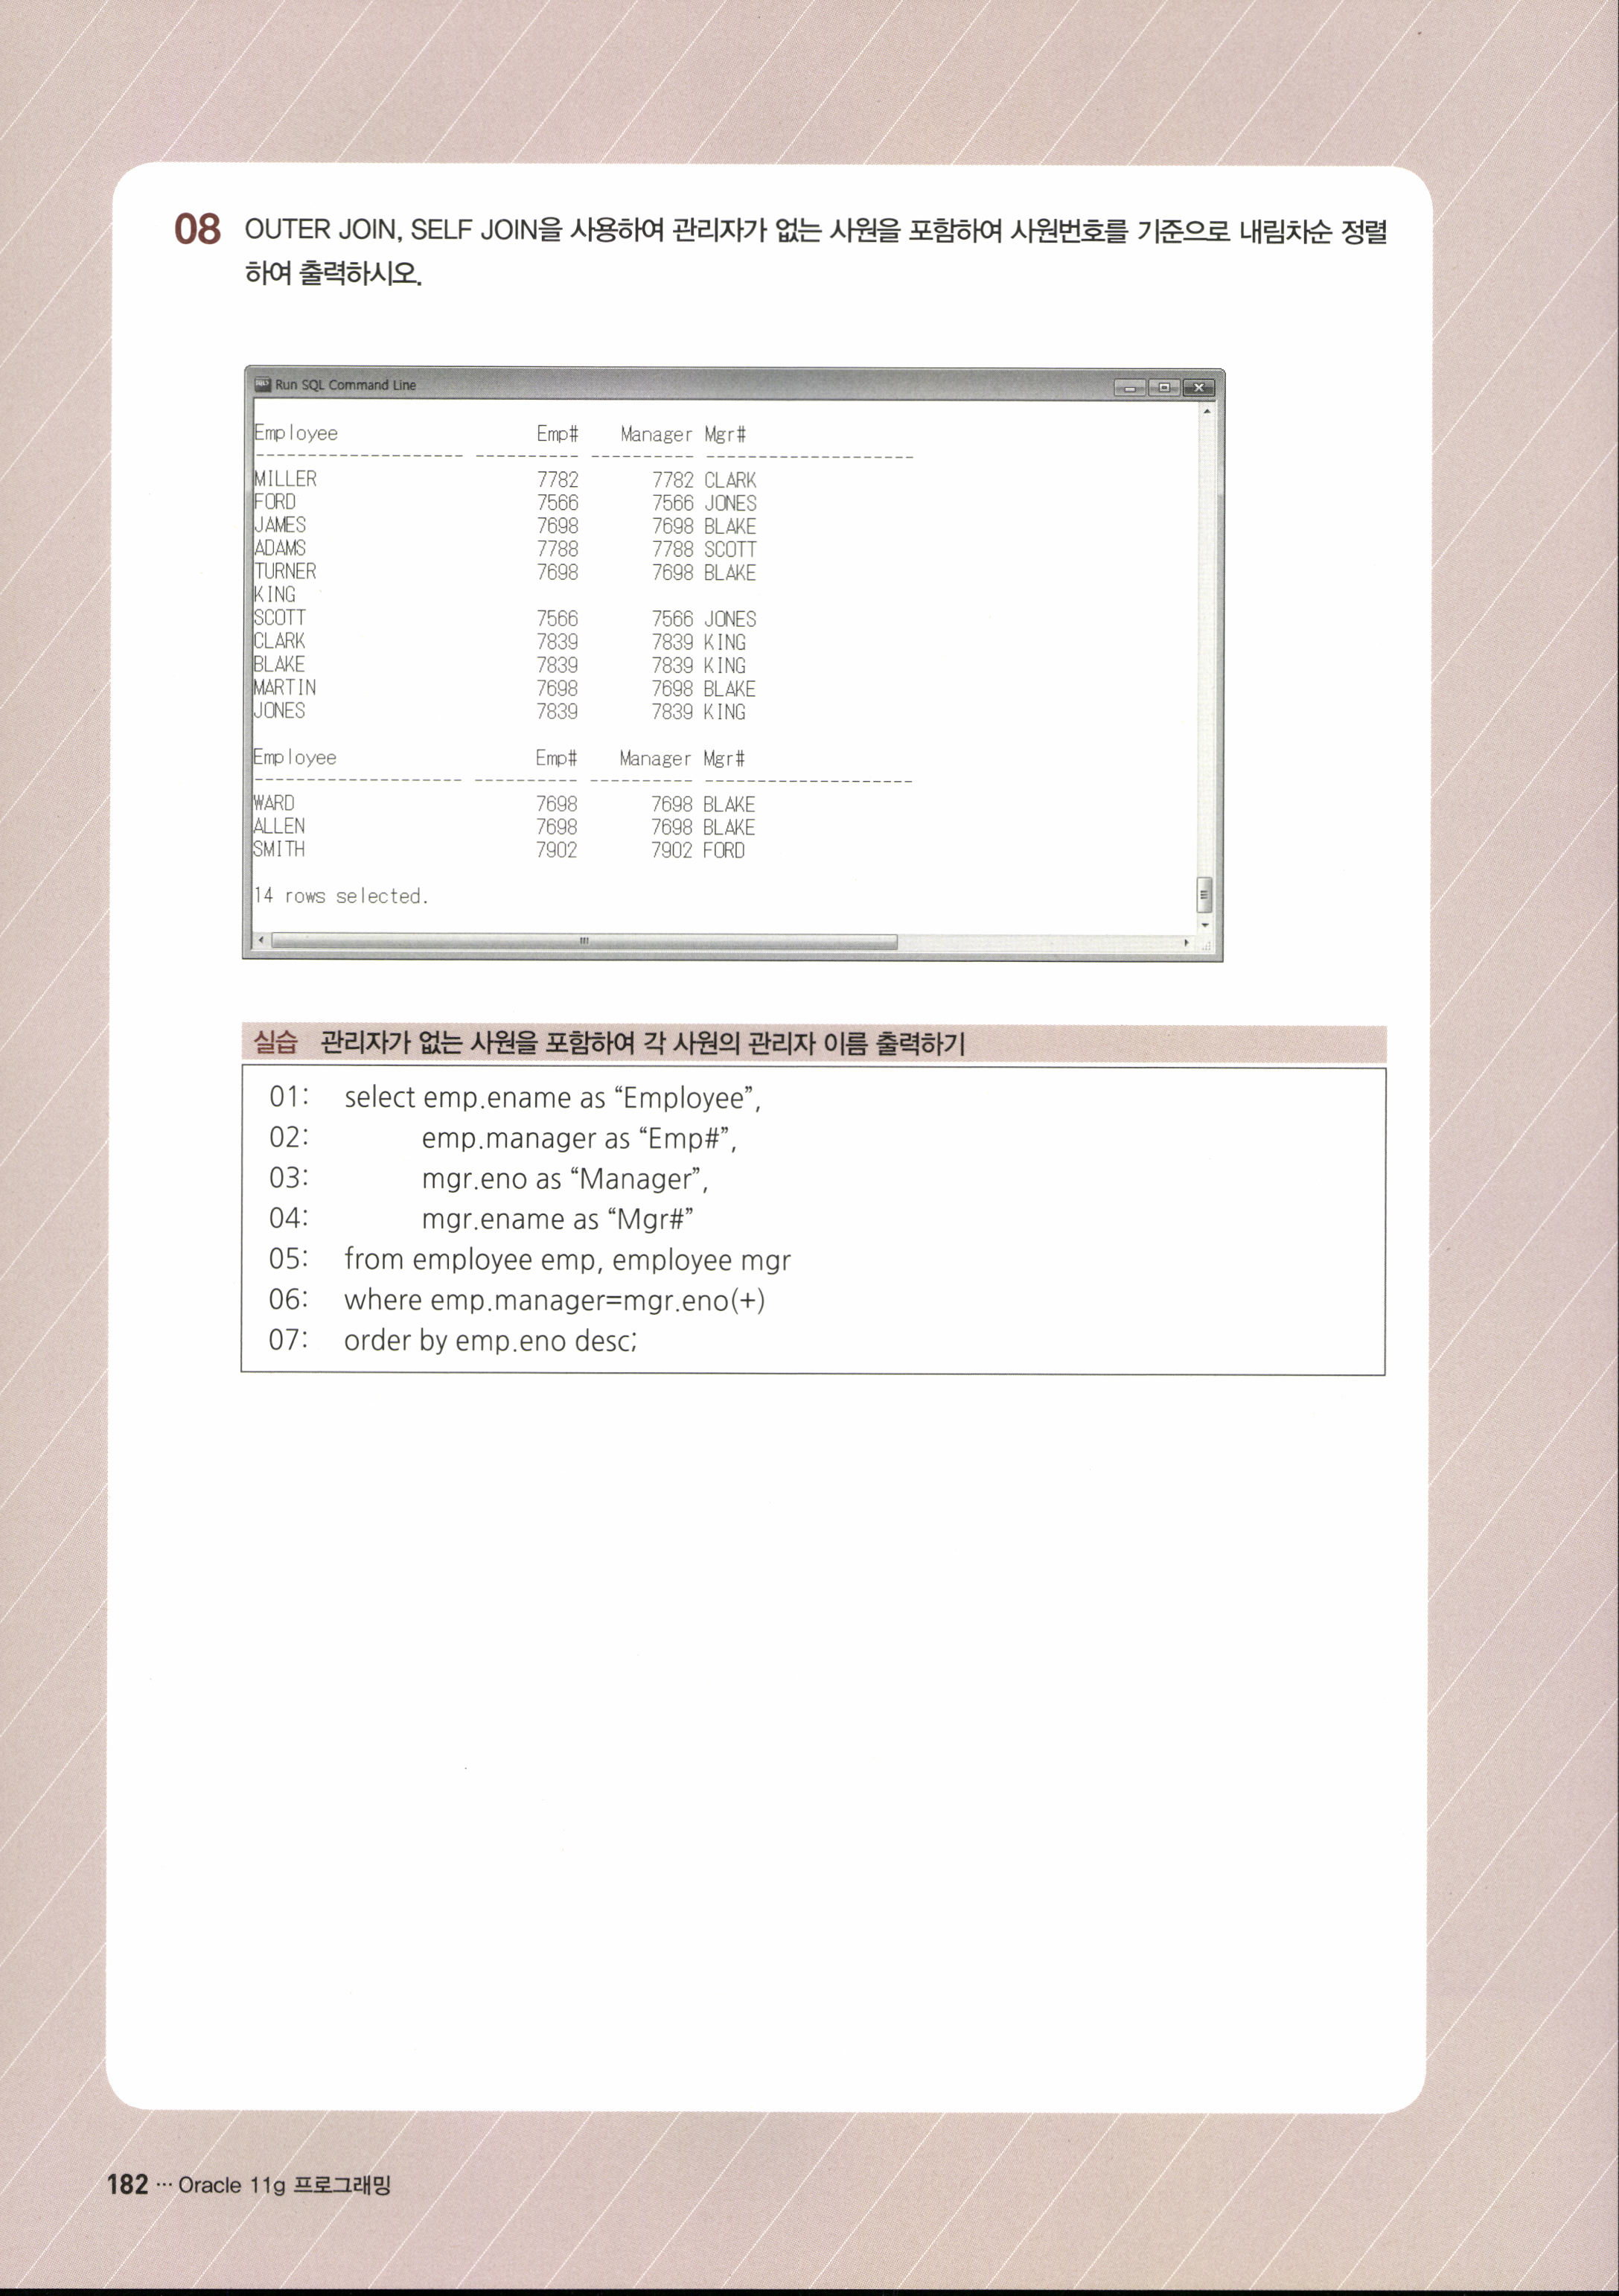 08 OUTER JOIN, SELF JOIN을 사용하여 관리자가 없는 사원을 포함하여 사원번호를 기준으로 내림차순 정렬
하여 출력하시오.
Run SQL Command Line
Employee Emp# Manager Mgr#
-------------------- ---------- ---------- --------------------
MILLER 7782 7782 CLARK
FORD 7566 7566 JONES
JAMES 7698 7698 BLAKE
ADAMS 7788 7788 SCOTT
TURNER 7698 7698 BLAKE
KING
SCOTT 7566 7566 JONES
CLARK 7839 7839 KING
BLAKE 7839 7839 KING
MARTIN 7698 7698 BLAKE
JONES 7839 7839 KING
Employee Emp# Manager Mgr#
-------------------- ---------- ---------- --------------------
WARD 7698 7698 BLAKE
ALLEN 7698 7698 BLAKE
SMITH 7902 7902 FORD
14 rows selected.
실습 관리자가 없는 사원을 포함하여 각 사원의 관리자 이름 출력하기
01: select emp.ename as “Employee”,
02: emp.manager as “Emp#”,
03: mgr.eno as “Manager”,
04: mgr.ename as “Mgr#”
05: from employee emp, employee mgr
06: where emp.manager=mgr.eno(+)
07: order by emp.eno desc;
182 ··· Oracle 11g 프로그래밍